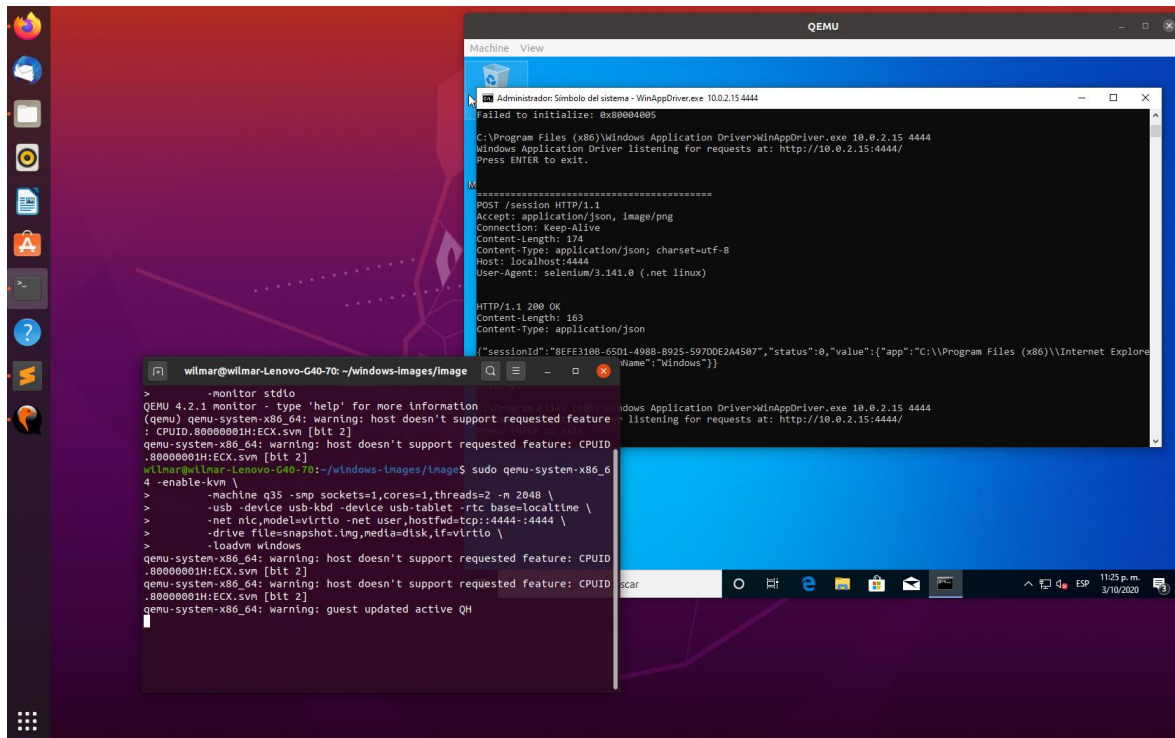 QEMU
Machine View
Administrador: Símbolo del sistema - WinAppDriver.exe 10.0.2.15 4444
Failed to initialize: 0x80004005
C:\Program Files (x86)\Windows Application Driver>WinAppDriver.exe 10.0.2.15 4444
Windows Application Driver listening for requests at: http://10.0.2.15:4444/
Press ENTER to exit.
==========================================
POST /session HTTP/1.1
Accept: application/json, image/png
Connection: Keep-Alive
Content-Length: 174
Content-Type: application/json; charset=utf-8
Host: localhost:4444
User-Agent: selenium/3.141.0 (.net linux)
HTTP/1.1 200 OK
Content-Length: 163
Content-Type: application/json
{"sessionId":"8EFE310B-65D1-498B-B925-597DDE2A4507","status":0,"value":{"app":"C:\\Program Files (x86)\\Internet Explore
mName":"Windows"}}
ndows Application Driver>WinAppDriver.exe 10.0.2.15 4444
listening for requests at: http://10.0.2.15:4444/
wilmar@wilmar-Lenovo-G40-70: ~/windows-images/image
> -monitor stdio
QEMU 4.2.1 monitor - type 'help' for more information
(qemu) qemu-system-x86_64: warning: host doesn't support requested feature
: CPUID.80000001H:ECX.svm [bit 2]
qemu-system-x86_64: warning: host doesn't support requested feature: CPUID
.80000001H:ECX.svm [bit 2]
wilmar@wilmar-Lenovo-G40-70:~/windows-images/image$ sudo qemu-system-x86_6
4 -enable-kvm \
> -machine q35 -smp sockets=1,cores=1,threads=2 -m 2048 \
> -usb -device usb-kbd -device usb-tablet -rtc base=localtime \
> -net nic,model=virtio -net user,hostfwd=tcp::4444-:4444 \
> -drive file=snapshot.img,media=disk,if=virtio \
> -loadvm windows
qemu-system-x86_64: warning: host doesn't support requested feature: CPUID
.80000001H:ECX.svm [bit 2]
qemu-system-x86_64: warning: host doesn't support requested feature: CPUID
.80000001H:ECX.svm [bit 2]
qemu-system-x86_64: warning: guest updated active QH
scar
ESP
11:25 p. m.
3/10/2020
3